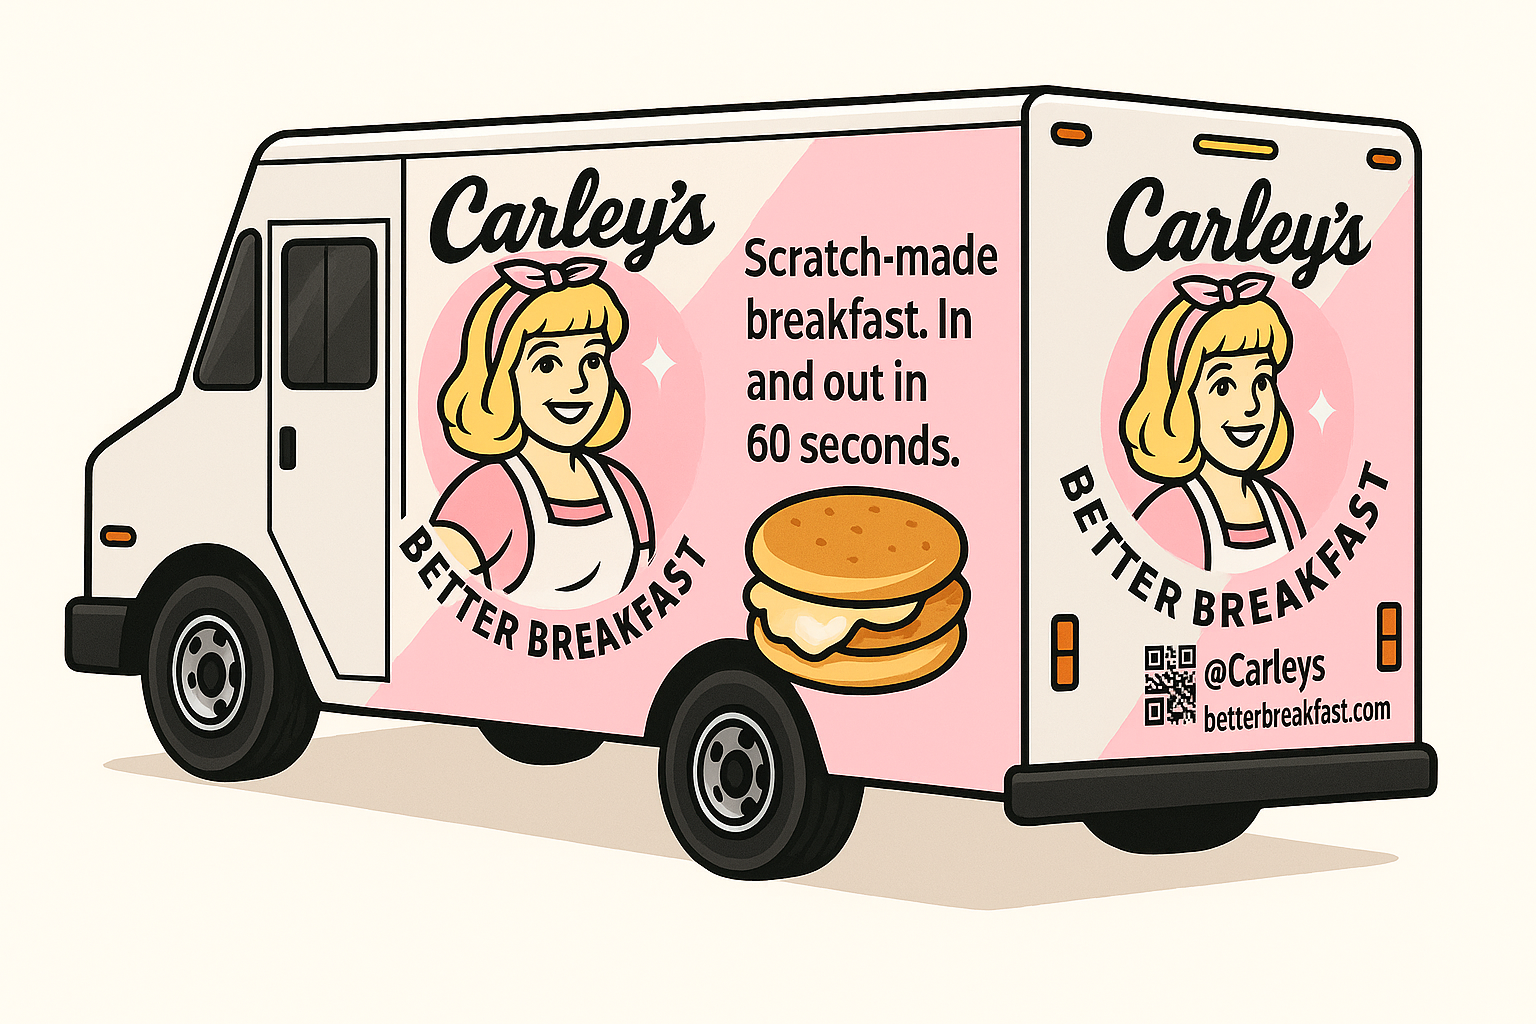 Carley's
BETTER BREAKFAST
Scratch-made
breakfast. In
and out in
60 seconds.
Carley's
BETTER BREAKFAST
@Carleys
betterbreakfast.com